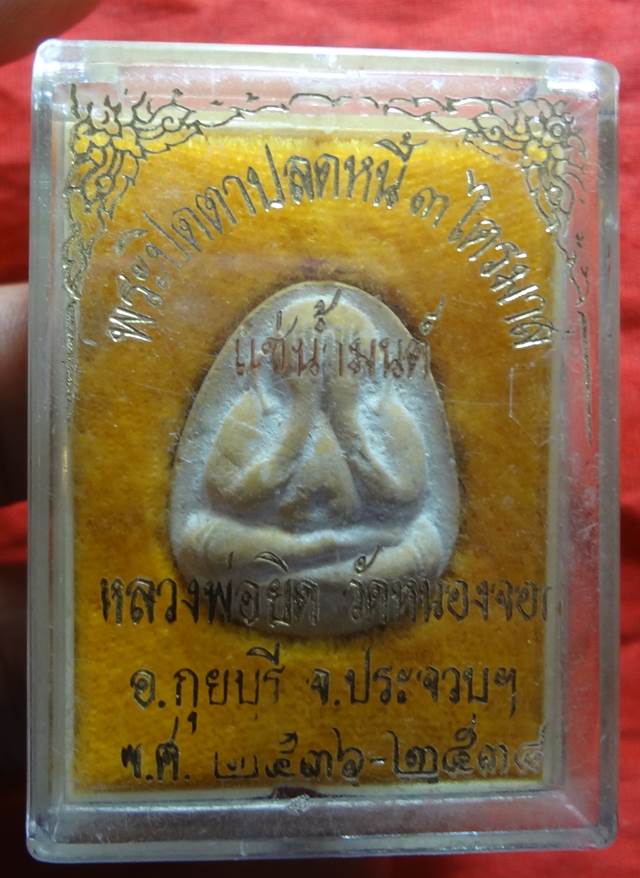 พระปิดตาปลดหนี้ ๓ ไตรมาส
แช่น้ำมนต์
หลวงพ่อยิด วัดหนองจอก
อ.กุยบุรี จ.ประจวบฯ
พ.ศ. ๒๕๓๖-๒๕๓๘